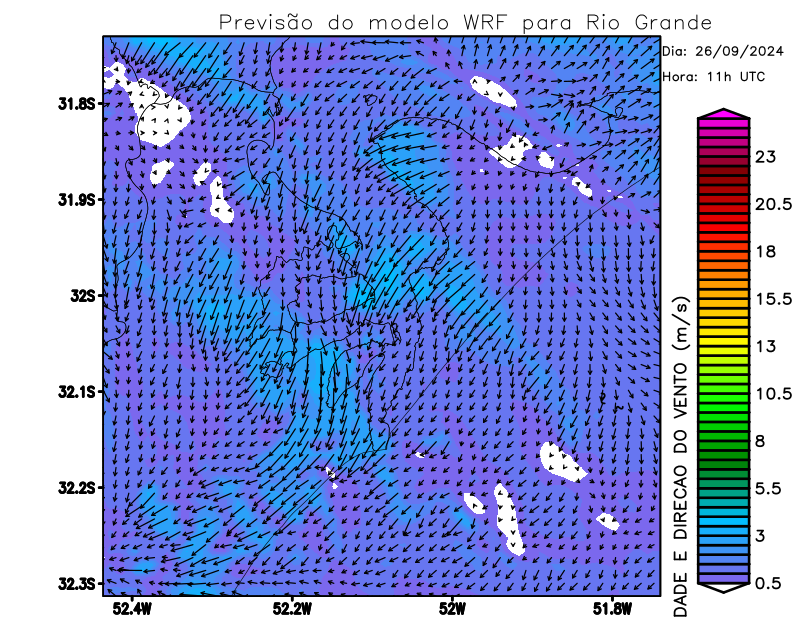 Previsão do modelo WRF para Rio Grande
Dia: 26/09/2024
Hora: 11h UTC
31.8S
31.9S
32S
32.1S
32.2S
32.3S
52.4W
52.2W
52W
51.8W
DADE E DIRECAO DO VENTO (m/s)
23
20.5
18
15.5
13
10.5
8
5.5
3
0.5